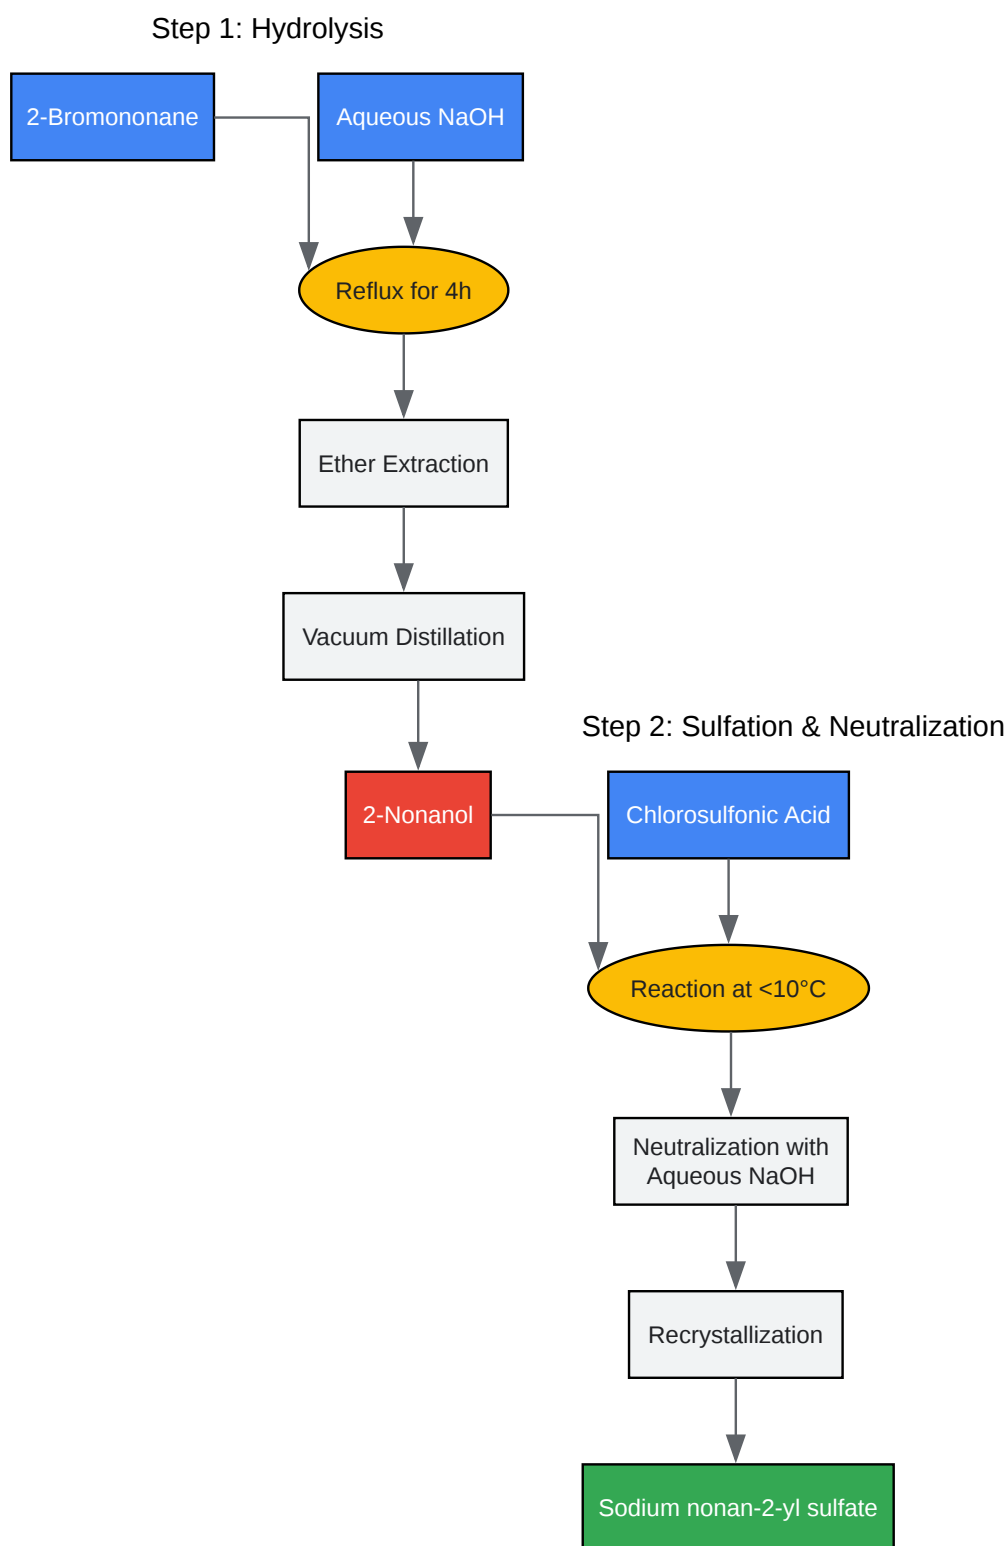 Step 1: Hydrolysis
2-Bromononane
Aqueous NaOH
Reflux for 4h
Ether Extraction
Vacuum Distillation
Step 2: Sulfation & Neutralization
2-Nonanol
Chlorosulfonic Acid
Reaction at <10°C
Neutralization with
Aqueous NaOH
Recrystallization
Sodium nonan-2-yl sulfate